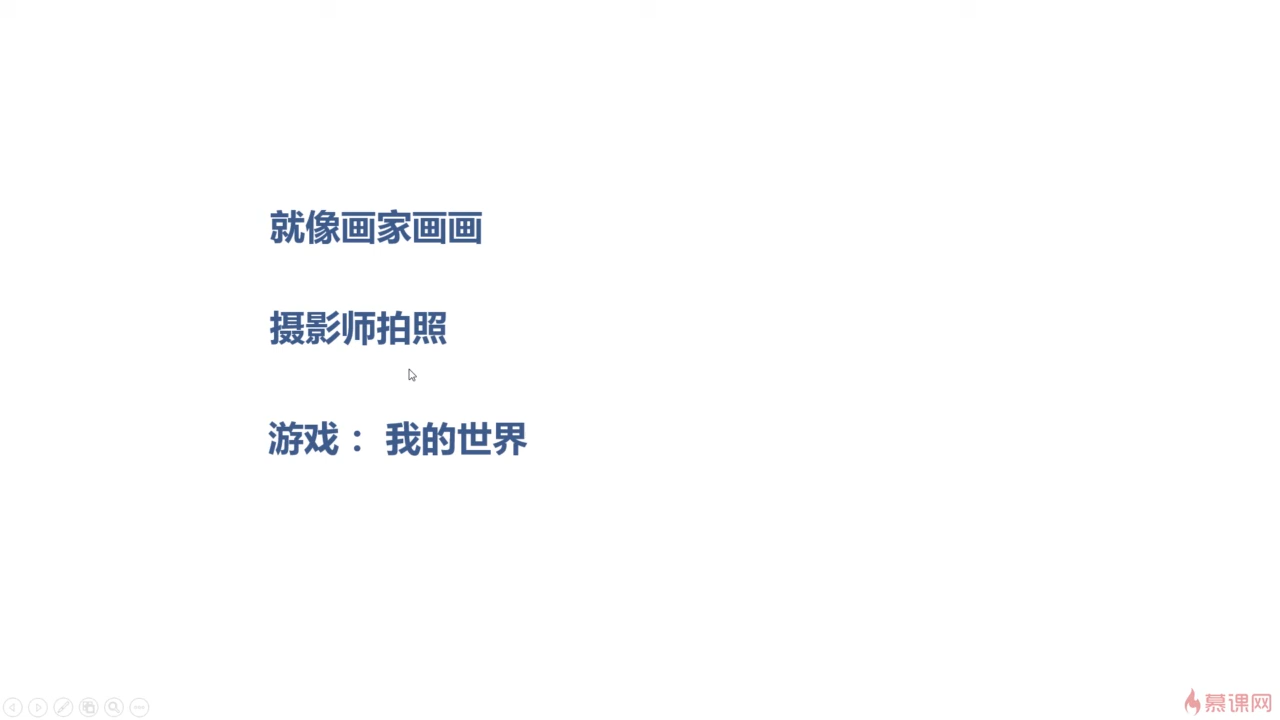 就像画家画画
摄影师拍照
游戏： 我的世界
慕课网